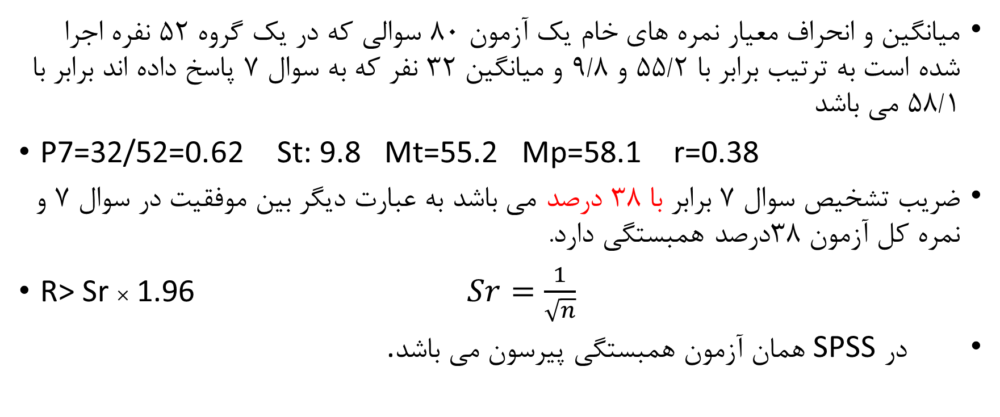 • میانگین و انحراف معیار نمره های خام یک آزمون ۸۰ سوالی که در یک گروه ۵۲ نفره اجرا
شده است به ترتیب برابر با ۵۵/۲ و ۹/۸ و میانگین ۳۲ نفر که به سوال ۷ پاسخ داده اند برابر با
۵۸/۱ می باشد
• P7=32/52=0.62 St: 9.8 Mt=55.2 Mp=58.1 r=0.38
• ضریب تشخیص سوال ۷ برابر با ۳۸ درصد می باشد به عبارت دیگر بین موفقیت در سوال ۷ و
نمره کل آزمون ۳۸درصد همبستگی دارد.
• R> Sr × 1.96 Sr = 1/√n
• در SPSS همان آزمون همبستگی پیرسون می باشد.